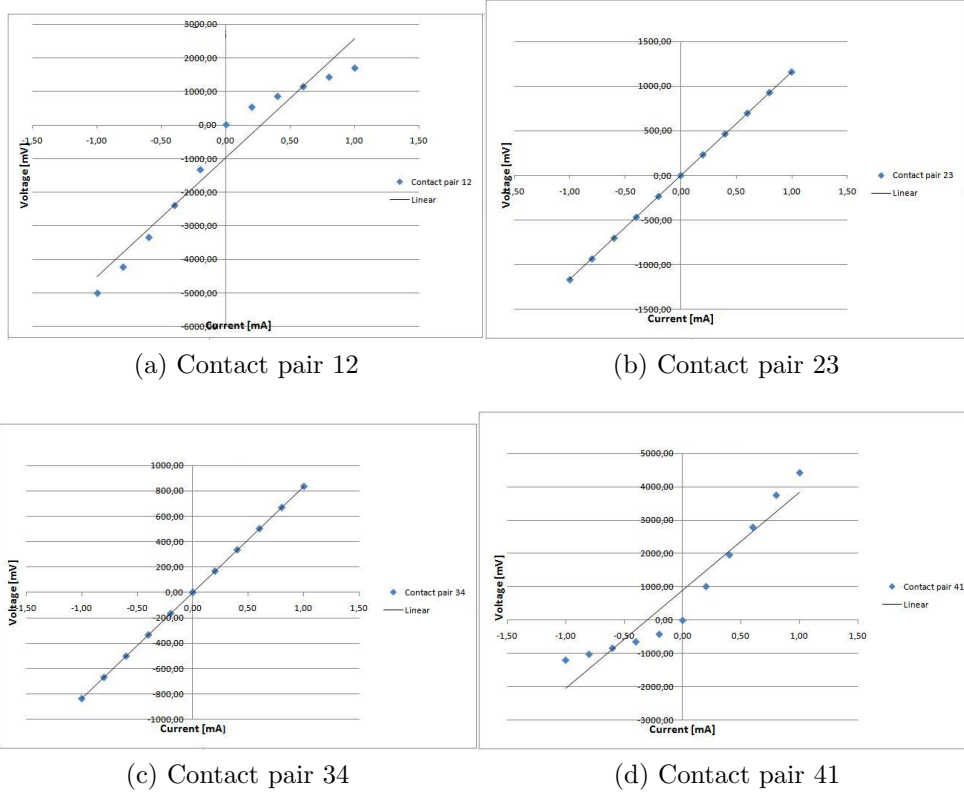 3000,00
2000,00
1000,00
0,00
-1,50 -1,00 -0,50 0,00 0,50 1,00 1,50
-1000,00
-2000,00
-3000,00
-4000,00
-5000,00
-6000,00
Voltage [mV]
Current [mA]
Contact pair 12
Linear
(a) Contact pair 12
1500,00
1000,00
500,00
0,00
-1,50 -1,00 -0,50 0,00 0,50 1,00 1,50
-500,00
-1000,00
-1500,00
Voltage [mV]
Current [mA]
Contact pair 23
Linear
(b) Contact pair 23
1000,00
800,00
600,00
400,00
200,00
0,00
-1,50 -1,00 -0,50 0,00 0,50 1,00 1,50
-200,00
-400,00
-600,00
-800,00
-1000,00
Voltage [mV]
Current [mA]
Contact pair 34
Linear
(c) Contact pair 34
5000,00
4000,00
3000,00
2000,00
1000,00
0,00
-1,50 -1,00 -0,50 0,00 0,50 1,00 1,50
-1000,00
-2000,00
-3000,00
Voltage [mV]
Current [mA]
Contact pair 41
Linear
(d) Contact pair 41